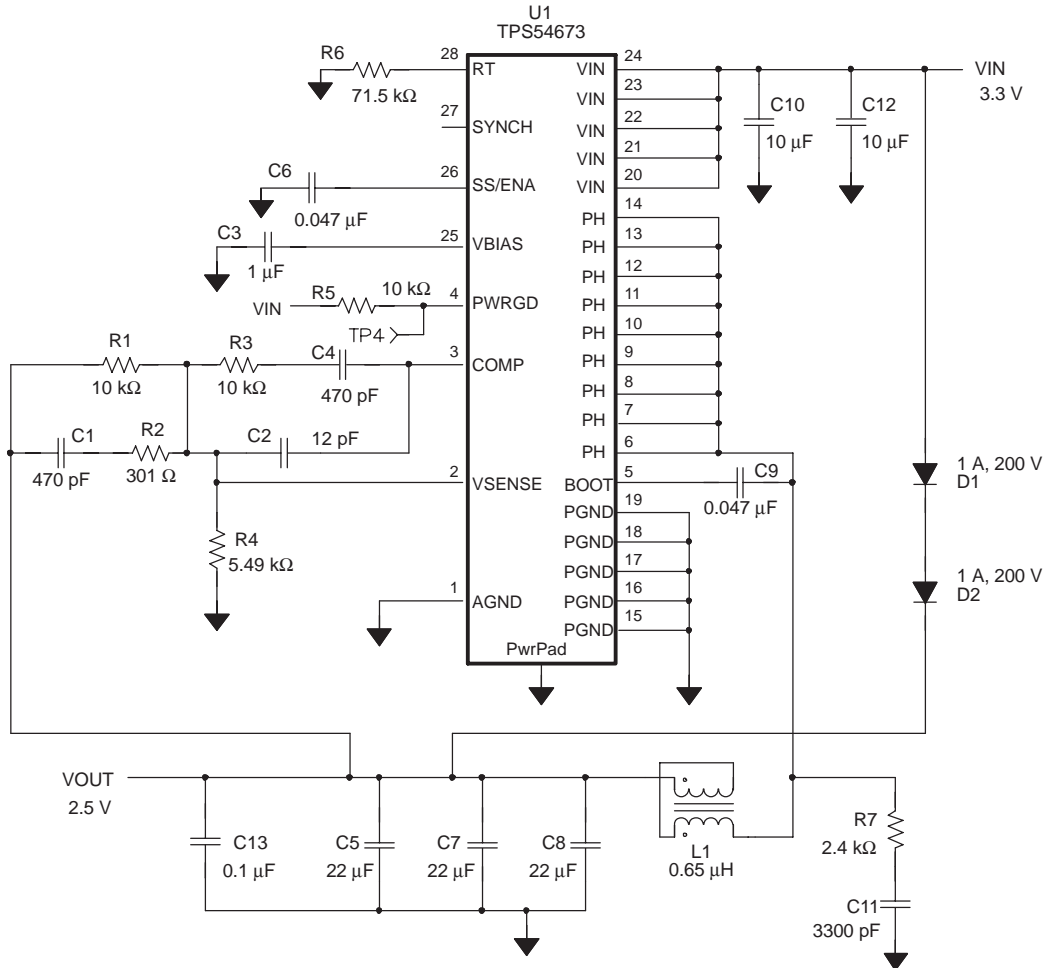 U1
TPS54673
R6
71.5 kΩ
28
RT
27
SYNCH
C6
0.047 µF
26
SS/ENA
C3
1 µF
25
VBIAS
VIN
R5
10 kΩ
4
PWRGD
TP4
R1
10 kΩ
R3
10 kΩ
C4
470 pF
3
COMP
C1
470 pF
R2
301 Ω
C2
12 pF
2
VSENSE
R4
5.49 kΩ
1
AGND
PwrPad
VIN
24
VIN
23
VIN
22
VIN
21
VIN
20
PH
14
PH
13
PH
12
PH
11
PH
10
PH
9
PH
8
PH
7
PH
6
BOOT
5
PGND
19
PGND
18
PGND
17
PGND
16
PGND
15
C10
10 µF
C12
10 µF
VIN
3.3 V
C9
0.047 µF
1 A, 200 V
D1
1 A, 200 V
D2
VOUT
2.5 V
C13
0.1 µF
C5
22 µF
C7
22 µF
C8
22 µF
L1
0.65 µH
R7
2.4 kΩ
C11
3300 pF